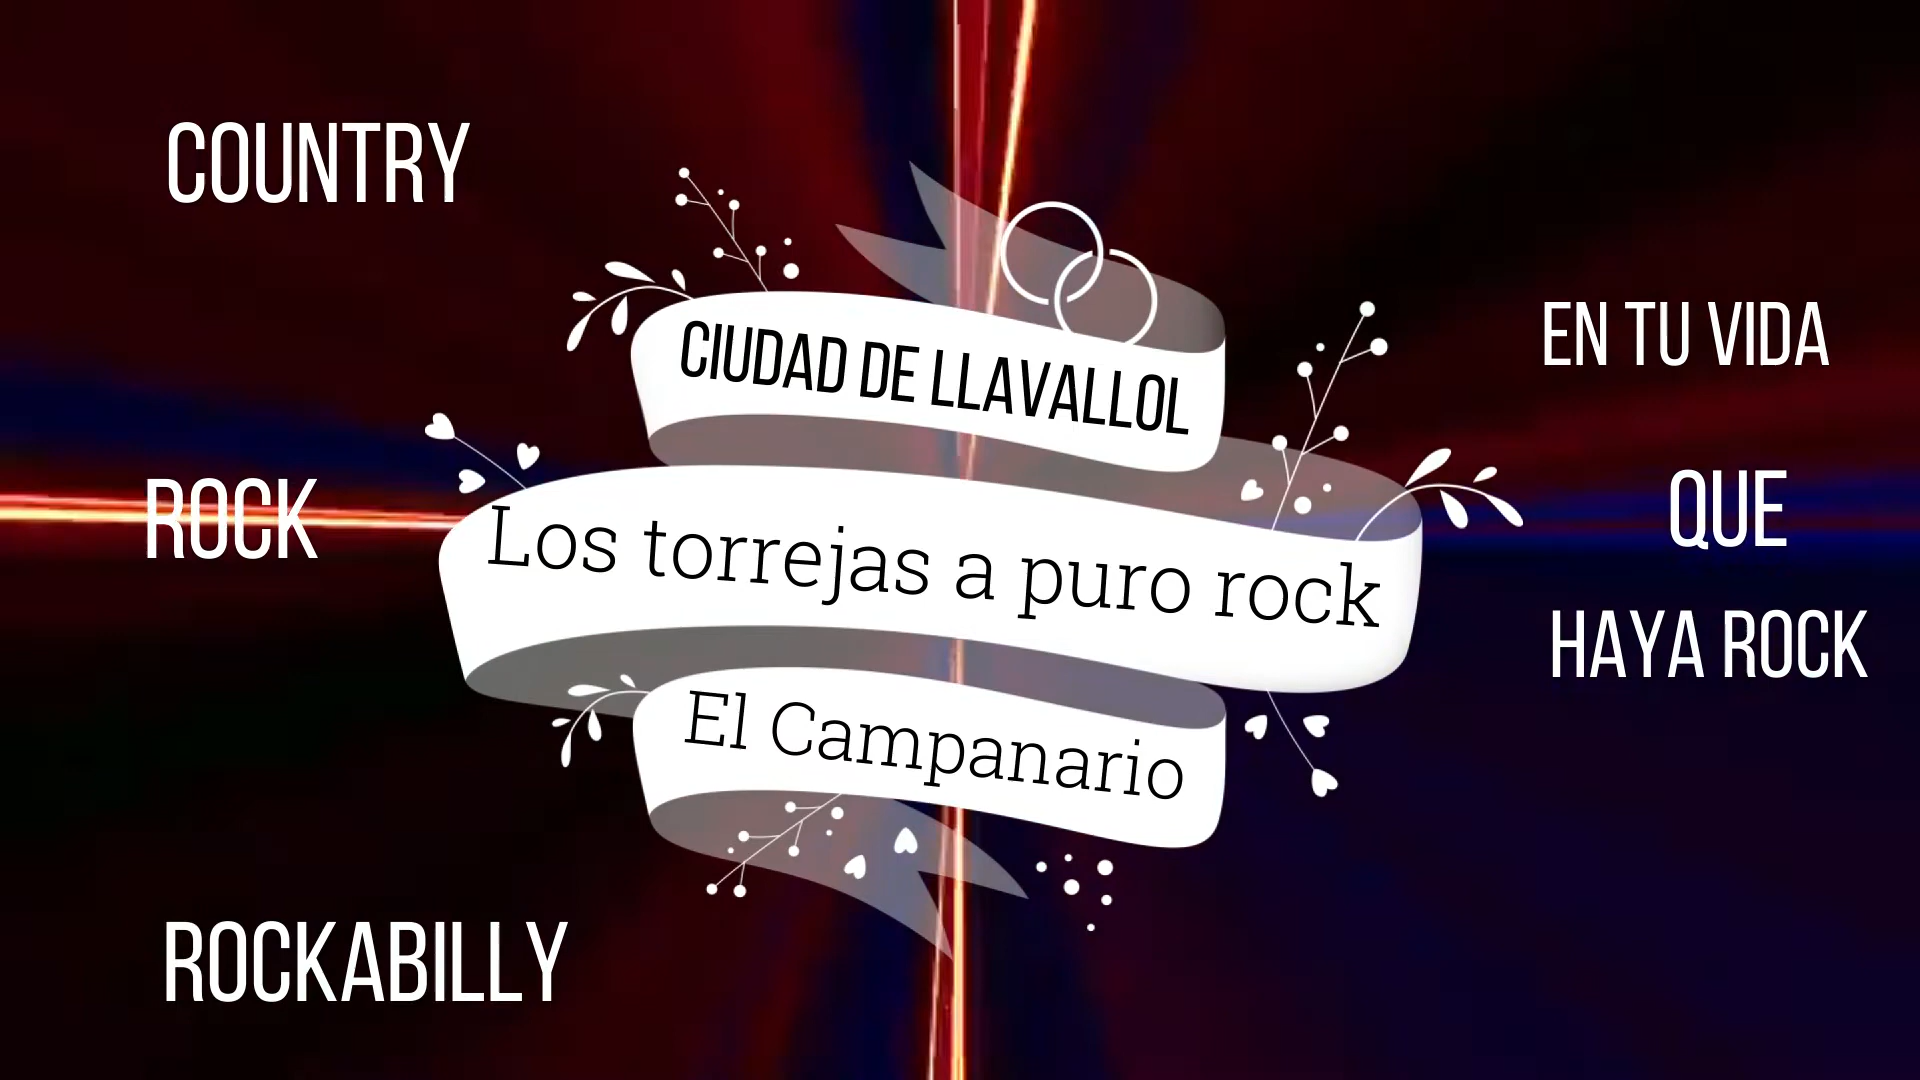 COUNTRY
ROCK
ROCKABILLY
CIUDAD DE LLAVALLOL
Los torrejas a puro rock
El Campanario
EN TU VIDA
QUE
HAYA ROCK